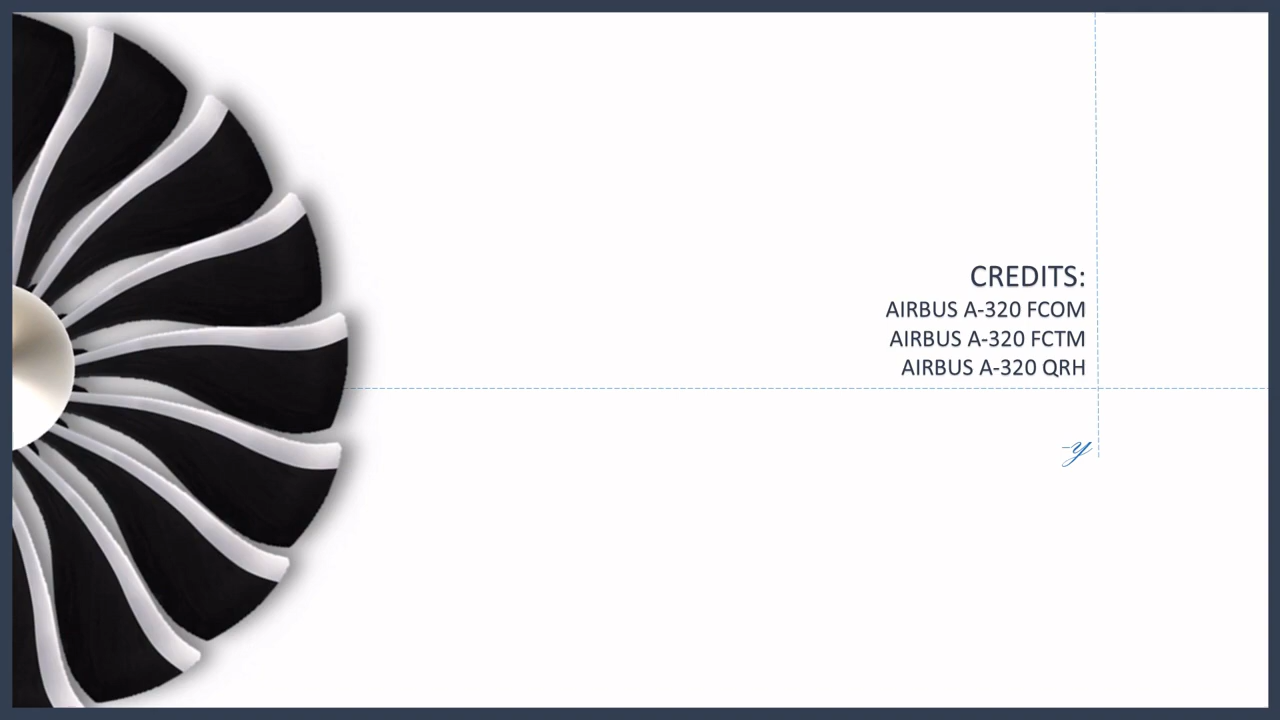 CREDITS:
AIRBUS A-320 FCOM
AIRBUS A-320 FCTM
AIRBUS A-320 QRH
-y